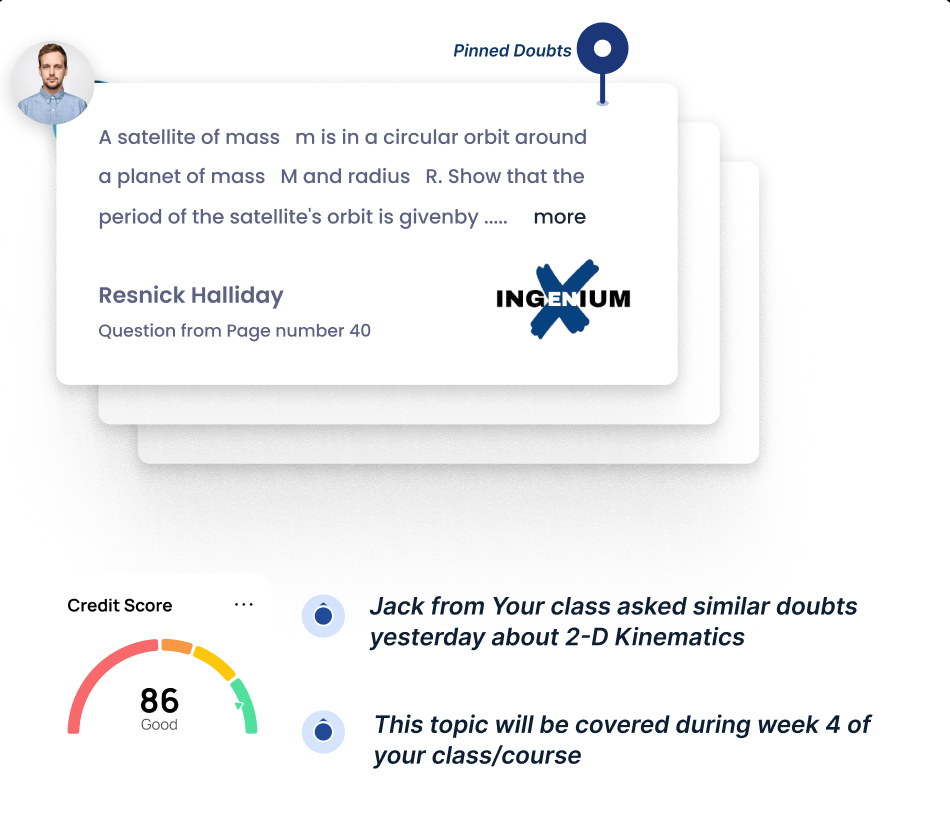 Pinned Doubts
A satellite of mass m is in a circular orbit around
a planet of mass M and radius R. Show that the
period of the satellite's orbit is givenby ..... more
Resnick Halliday
Question from Page number 40
INGENIUM
Credit Score ...
86
Good
Jack from Your class asked similar doubts
yesterday about 2-D Kinematics
This topic will be covered during week 4 of
your class/course